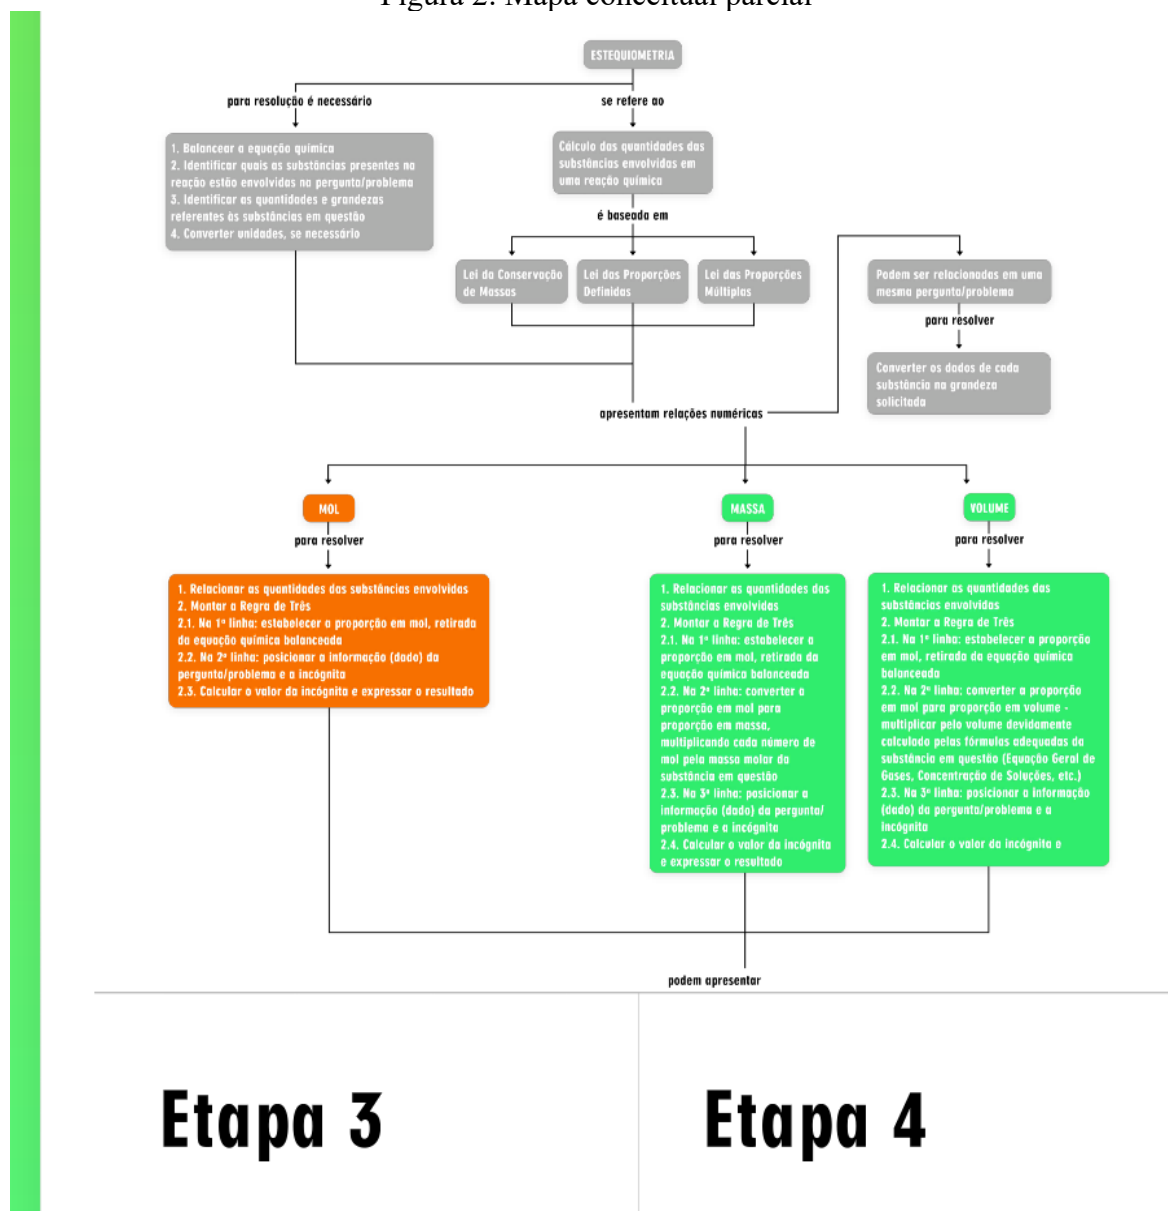 Figura 2: Mapa conceitual parcial
ESTEQUIOMETRIA
para resolução é necessário
se refere ao
1. Balancear a equação química
2. Identificar quais as substâncias presentes na
reação estão envolvidas na pergunta/problema
3. Identificar as quantidades e grandezas
referentes às substâncias em questão
4. Converter unidades, se necessário
Cálculo das quantidades das
substâncias envolvidas em
uma reação química
é baseada em
Lei da Conservação
de Massas
Lei das Proporções
Definidas
Lei das Proporções
Múltiplas
Podem ser relacionadas em uma
mesma pergunta/problema
para resolver
Converter os dados de cada
substância na grandeza
solicitada
apresentam relações numéricas
MOL
para resolver
1. Relacionar as quantidades das substâncias envolvidas
2. Montar a Regra de Três
2.1. Na 1ª linha: estabelecer a proporção em mol, retirada
da equação química balanceada
2.2. Na 2ª linha: posicionar a informação (dado) da
pergunta/problema e a incógnita
2.3. Calcular o valor da incógnita e expressar o resultado
MASSA
para resolver
1. Relacionar as quantidades das
substâncias envolvidas
2. Montar a Regra de Três
2.1. Na 1ª linha: estabelecer a
proporção em mol, retirada da
equação química balanceada
2.2. Na 2ª linha: converter a
proporção em mol para
proporção em massa,
multiplicando cada número de
mol pela massa molar da
substância em questão
2.3. Na 3ª linha: posicionar a
informação (dado) da pergunta/
problema e a incógnita
2.4. Calcular o valor da incógnita
e expressar o resultado
VOLUME
para resolver
1. Relacionar as quantidades das
substâncias envolvidas
2. Montar a Regra de Três
2.1. Na 1ª linha: estabelecer a proporção
em mol, retirada da equação química
balanceada
2.2. Na 2ª linha: converter a proporção
em mol para proporção em volume -
multiplicar pelo volume devidamente
calculado pelas fórmulas adequadas da
substância em questão (Equação Geral de
Gases, Concentração de Soluções, etc.)
2.3. Na 3ª linha: posicionar a informação
(dado) da pergunta/problema e a
incógnita
2.4. Calcular o valor da incógnita e
podem apresentar
Etapa 3
Etapa 4